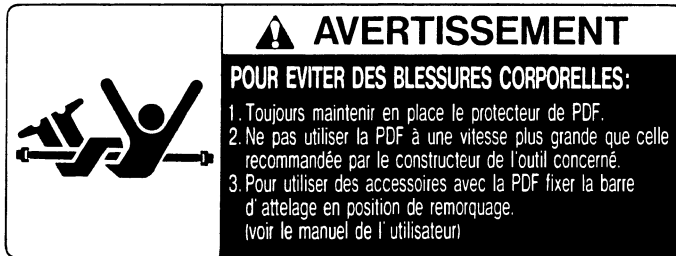 AVERTISSEMENT
POUR EVITER DES BLESSURES CORPORELLES:
1. Toujours maintenir en place le protecteur de PDF.
2. Ne pas utiliser la PDF à une vitesse plus grande que celle
recommandée par le constructeur de l'outil concerné.
3. Pour utiliser des accessoires avec la PDF fixer la barre
d'attelage en position de remorquage.
(voir le manuel de l'utilisateur)